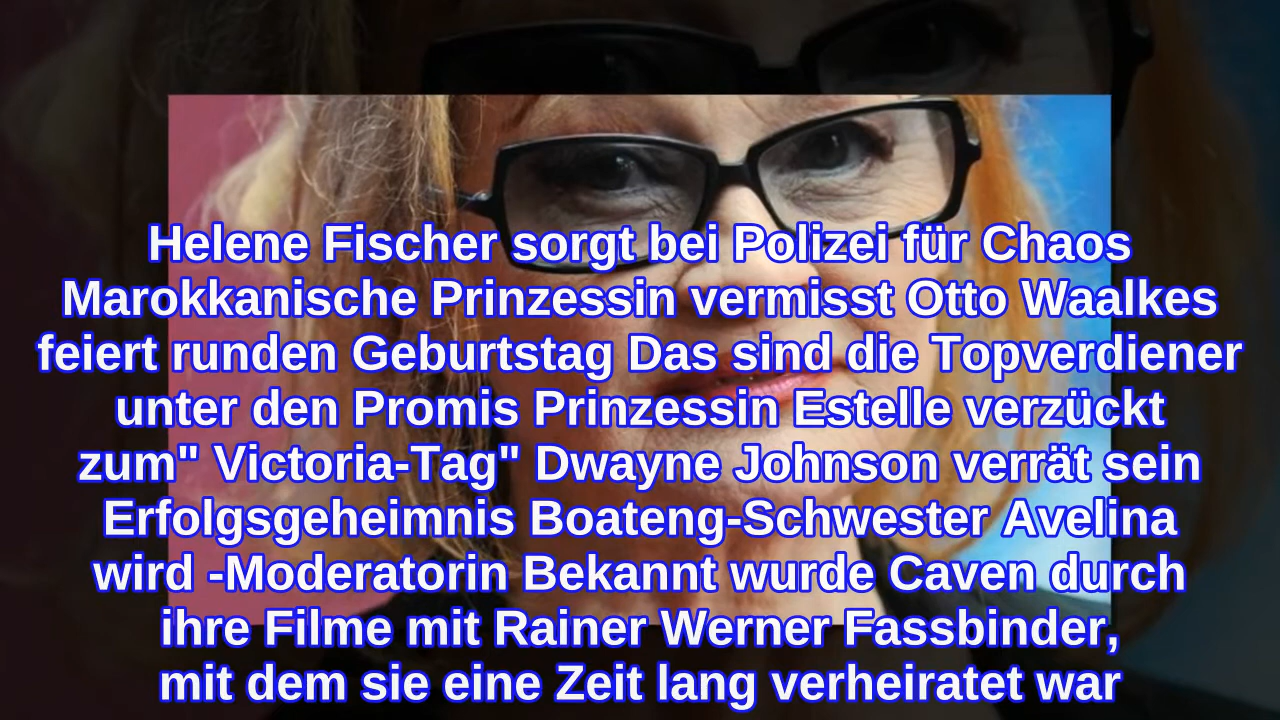 Helene Fischer sorgt bei Polizei für Chaos
Marokkanische Prinzessin vermisst Otto Waalkes
feiert runden Geburtstag Das sind die Topverdiener
unter den Promis Prinzessin Estelle verzückt
zum" Victoria-Tag" Dwayne Johnson verrät sein
Erfolgsgeheimnis Boateng-Schwester Avelina
wird -Moderatorin Bekannt wurde Caven durch
ihre Filme mit Rainer Werner Fassbinder,
mit dem sie eine Zeit lang verheiratet war